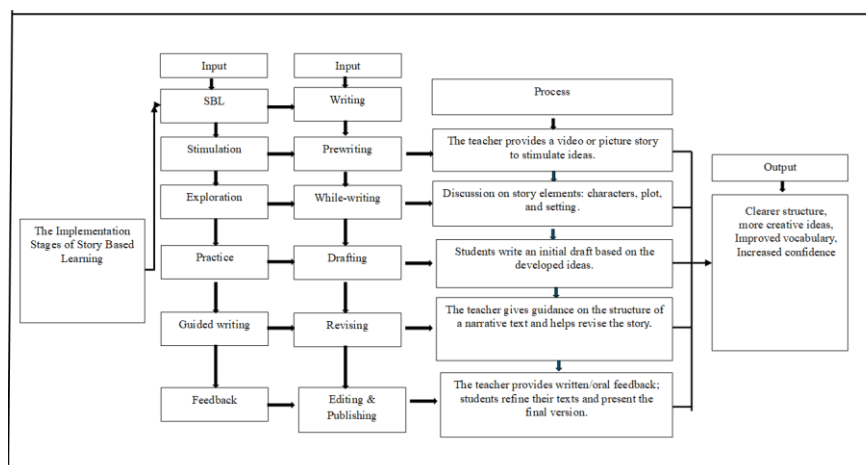 Input
Input
SBL
Writing
Process
Stimulation
Prewriting
The teacher provides a video or picture story
to stimulate ideas.
Output
Exploration
While-writing
Discussion on story elements: characters, plot,
and setting.
Clearer structure,
more creative ideas,
Improved vocabulary,
Increased confidence
The Implementation
Stages of Story Based
Learning
Practice
Drafting
Students write an initial draft based on the
developed ideas.
Guided writing
Revising
The teacher gives guidance on the structure of
a narrative text and helps revise the story.
Feedback
Editing &
Publishing
The teacher provides written/oral feedback;
students refine their texts and present the
final version.